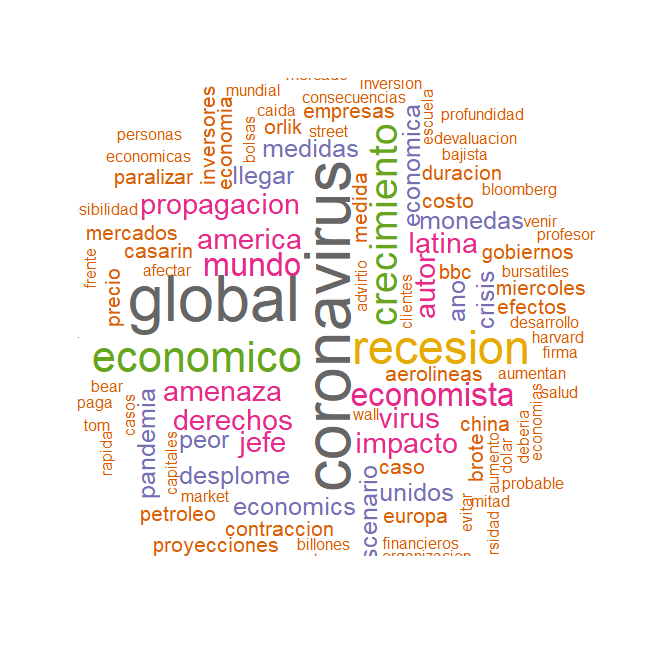 inversion
mundial
consecuencias
inversores
economia
caida
empresas
economica
escuela
profundidad
orlik
street
bolsas
personas
medidas
crecimiento
edevaluacion
economicas
bajista
paralizar
llegar
coronavirus
medida
duracion
bloomberg
costo
sibilidad
propagacion
monedas
venir
mercados
america
latina
profesor
casarin
gobiernos
frente
afectar
mundo
advirtio
autor
bbc
bursatiles
precio
global
clientes
ano
crisis
miercoles
efectos
desarrollo
economico
recesion
harvard
firma
aerolineas
aumentan
bear
amenaza
economista
salud
paga
casos
pandemia
derechos
wall
virus
china
deberia
economias
tom
peor
jefe
impacto
rapida
capitales
desplome
caso
brote
aumento
dolar
probable
market
unidos
mitad
petroleo
economics
scenario
europa
evitar
rsidad
contraccion
proyecciones
billones
financieros